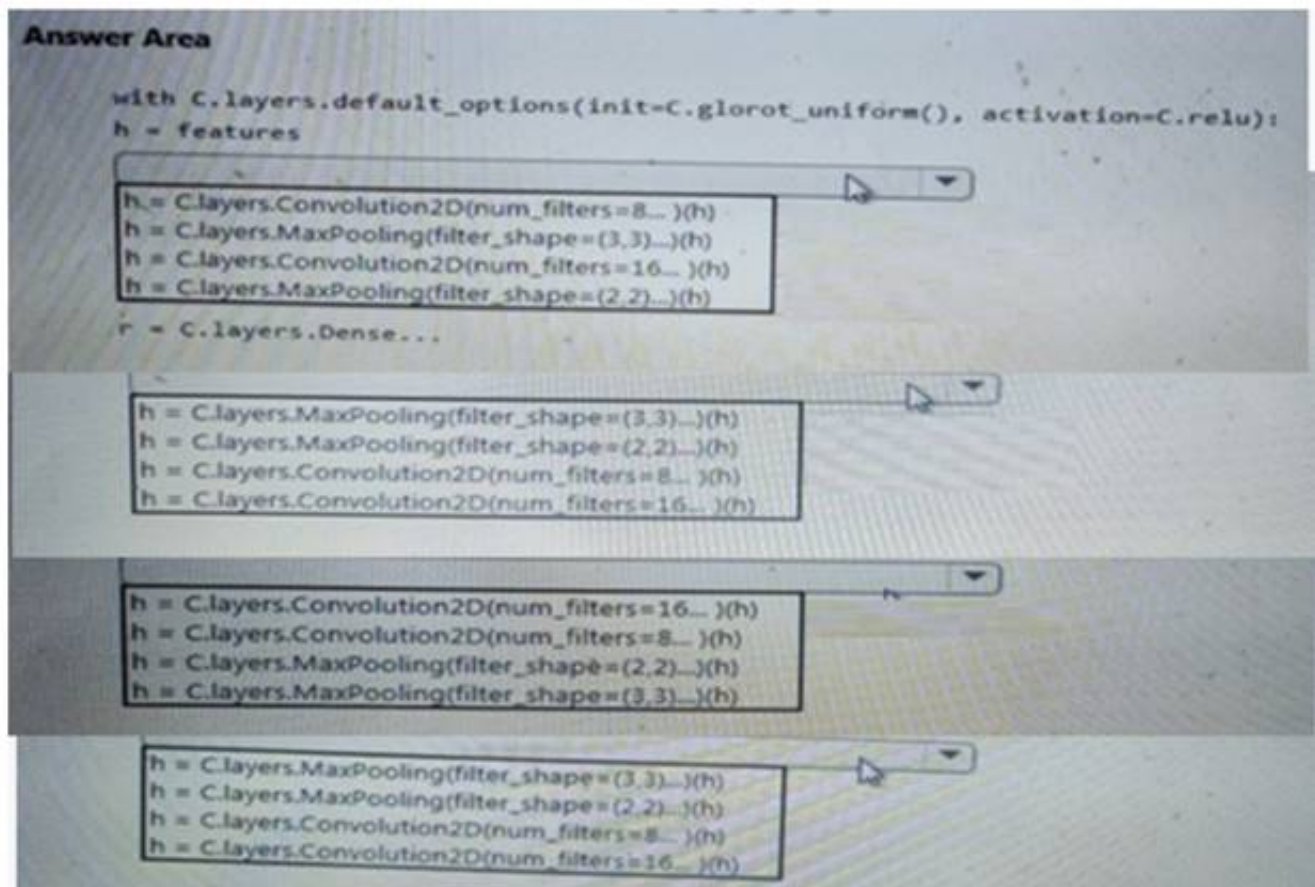 Answer Area
with C.layers.default_options(init=C.glorot_uniform(), activation=C.relu):
h = features
h = C.layers.Convolution2D(num_filters=8... )(h)
h = C.layers.MaxPooling(filter_shape=(3,3)...)(h)
h = C.layers.Convolution2D(num_filters=16... )(h)
h = C.layers.MaxPooling(filter_shape=(2,2)...)(h)
r = C.layers.Dense...
h = C.layers.MaxPooling(filter_shape=(3,3)...)(h)
h = C.layers.MaxPooling(filter_shape=(2,2)...)(h)
h = C.layers.Convolution2D(num_filters=8... )(h)
h = C.layers.Convolution2D(num_filters=16... )(h)
h = C.layers.Convolution2D(num_filters=16... )(h)
h = C.layers.Convolution2D(num_filters=8... )(h)
h = C.layers.MaxPooling(filter_shape=(2,2)...)(h)
h = C.layers.MaxPooling(filter_shape=(3,3)...)(h)
h = C.layers.MaxPooling(filter_shape=(3,3)...)(h)
h = C.layers.MaxPooling(filter_shape=(2,2)...)(h)
h = C.layers.Convolution2D(num_filters=8... )(h)
h = C.layers.Convolution2D(num_filters=16... )(h)